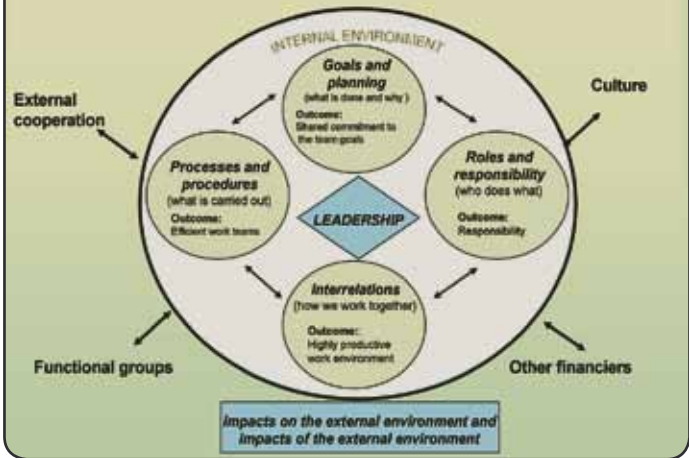 INTERNAL ENVIRONMENT
Goals and
planning
(what is done and why )
Outcome:
Shared commitment to
the team goals
External
cooperation
Culture
Processes and
procedures
(what is carried out)
Outcome:
Efficient work teams
Roles and
responsibility
(who does what)
Outcome:
Responsibility
LEADERSHIP
Interrelations
(how we work together)
Outcome:
Highly productive
work environment
Functional groups
Other financiers
Impacts on the external environment and
impacts of the external environment